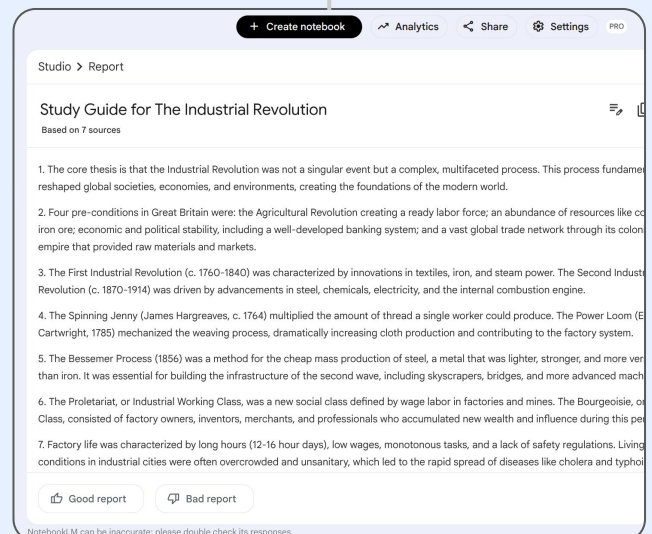 + Create notebook Analytics Share Settings PRO
Studio > Report
Study Guide for The Industrial Revolution
Based on 7 sources
1. The core thesis is that the Industrial Revolution was not a singular event but a complex, multifaceted process. This process
reshaped global societies, economies, and environments, creating the foundations of the modern world.
2. Four pre-conditions in Great Britain were: the Agricultural Revolution creating a ready labor force; an abundance of resources like
iron ore; economic and political stability, including a well-developed banking system; and a vast global trade network through its
empire that provided raw materials and markets.
3. The First Industrial Revolution (c. 1760-1840) was characterized by innovations in textiles, iron, and steam power. The Second
Revolution (c. 1870-1914) was driven by advancements in steel, chemicals, electricity, and the internal combustion engine.
4. The Spinning Jenny (James Hargreaves, c. 1764) multiplied the amount of thread a single worker could produce. The Power Loom
Cartwright, 1785) mechanized the weaving process, dramatically increasing cloth production and contributing to the factory system.
5. The Bessemer Process (1856) was a method for the cheap mass production of steel, a metal that was lighter, stronger, and more
than iron. It was essential for building the infrastructure of the second wave, including skyscrapers, bridges, and more advanced
6. The Proletariat, or Industrial Working Class, was a new social class defined by wage labor in factories and mines. The Bourgeoisie,
Class, consisted of factory owners, inventors, merchants, and professionals who accumulated new wealth and influence during this
7. Factory life was characterized by long hours (12-16 hour days), low wages, monotonous tasks, and a lack of safety regulations. Living
conditions in industrial cities were often overcrowded and unsanitary, which led to the rapid spread of diseases like cholera and
Good report Bad report
NotebookLM can be inaccurate; please double check its responses.